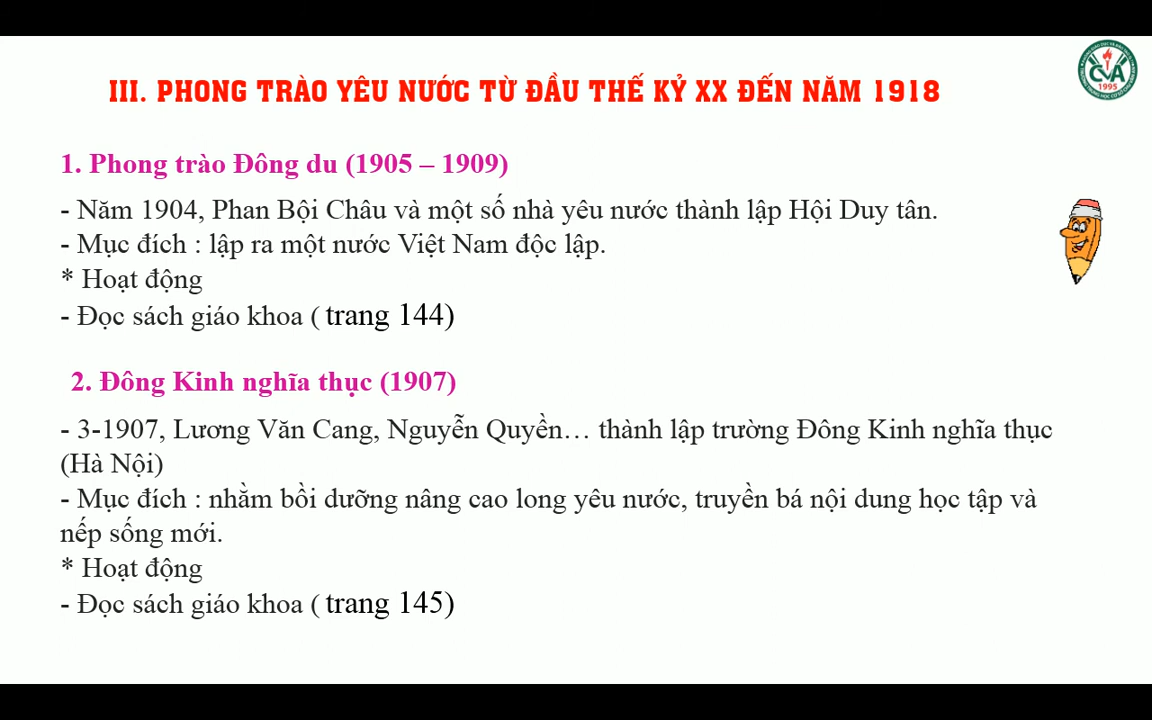 III. PHONG TRÀO YÊU NƯỚC TỪ ĐẦU THẾ KỶ XX ĐẾN NĂM 1918
CVA
1995
1. Phong trào Đông du (1905 – 1909)
- Năm 1904, Phan Bội Châu và một số nhà yêu nước thành lập Hội Duy tân.
- Mục đích : lập ra một nước Việt Nam độc lập.
* Hoạt động
- Đọc sách giáo khoa ( trang 144)
2. Đông Kinh nghĩa thục (1907)
- 3-1907, Lương Văn Cang, Nguyễn Quyền… thành lập trường Đông Kinh nghĩa thục
(Hà Nội)
- Mục đích : nhằm bồi dưỡng nâng cao long yêu nước, truyền bá nội dung học tập và
nếp sống mới.
* Hoạt động
- Đọc sách giáo khoa ( trang 145)